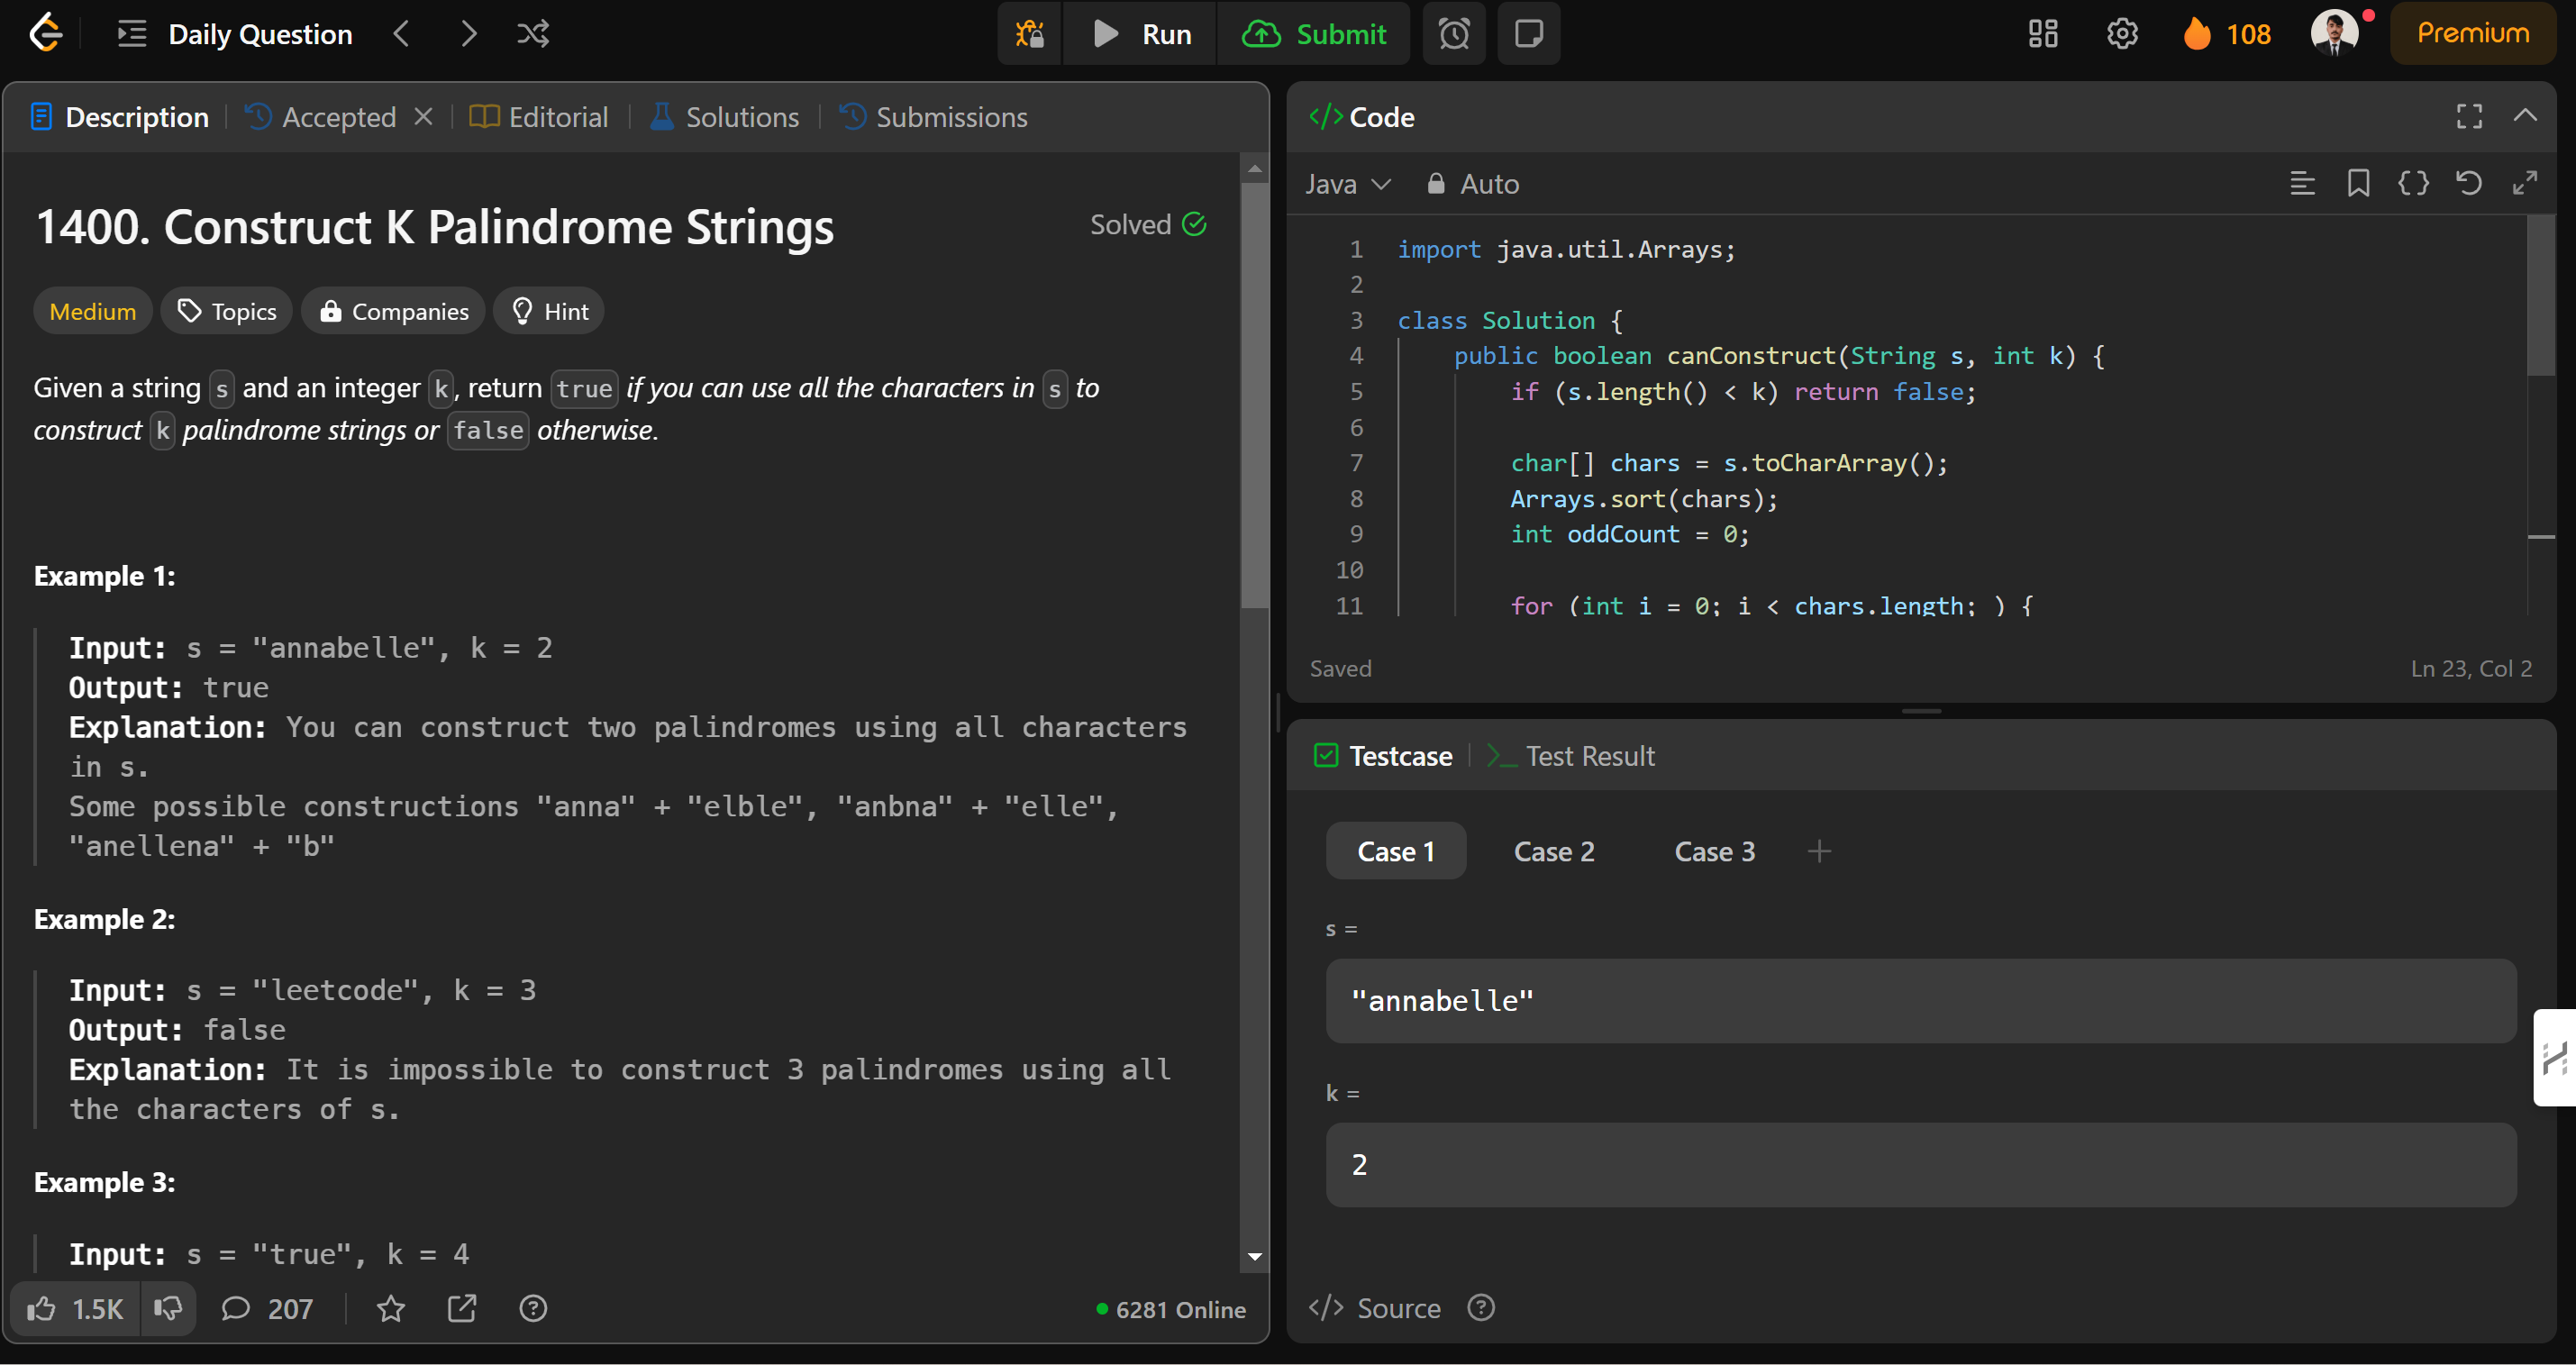 Daily Question
Run
Submit
108
Premium
Description
Accepted
Editorial
Solutions
Submissions
1400. Construct K Palindrome Strings
Solved
Medium
Topics
Companies
Hint
Given a string s and an integer k, return true if you can use all the characters in s to
construct k palindrome strings or false otherwise.
Example 1:
Input: s = "annabelle", k = 2
Output: true
Explanation: You can construct two palindromes using all characters
in s.
Some possible constructions "anna" + "elble", "anbna" + "elle",
"anellena" + "b"
Example 2:
Input: s = "leetcode", k = 3
Output: false
Explanation: It is impossible to construct 3 palindromes using all
the characters of s.
Example 3:
Input: s = "true", k = 4
1.5K
207
6281 Online
</> Code
Java
Auto
1 import java.util.Arrays;
2
3 class Solution {
4 public boolean canConstruct(String s, int k) {
5 if (s.length() < k) return false;
6
7 char[] chars = s.toCharArray();
8 Arrays.sort(chars);
9 int oddCount = 0;
10
11 for (int i = 0; i < chars.length; ) {
Saved
Ln 23, Col 2
Testcase
Test Result
Case 1
Case 2
Case 3
s =
"annabelle"
k =
2
</> Source